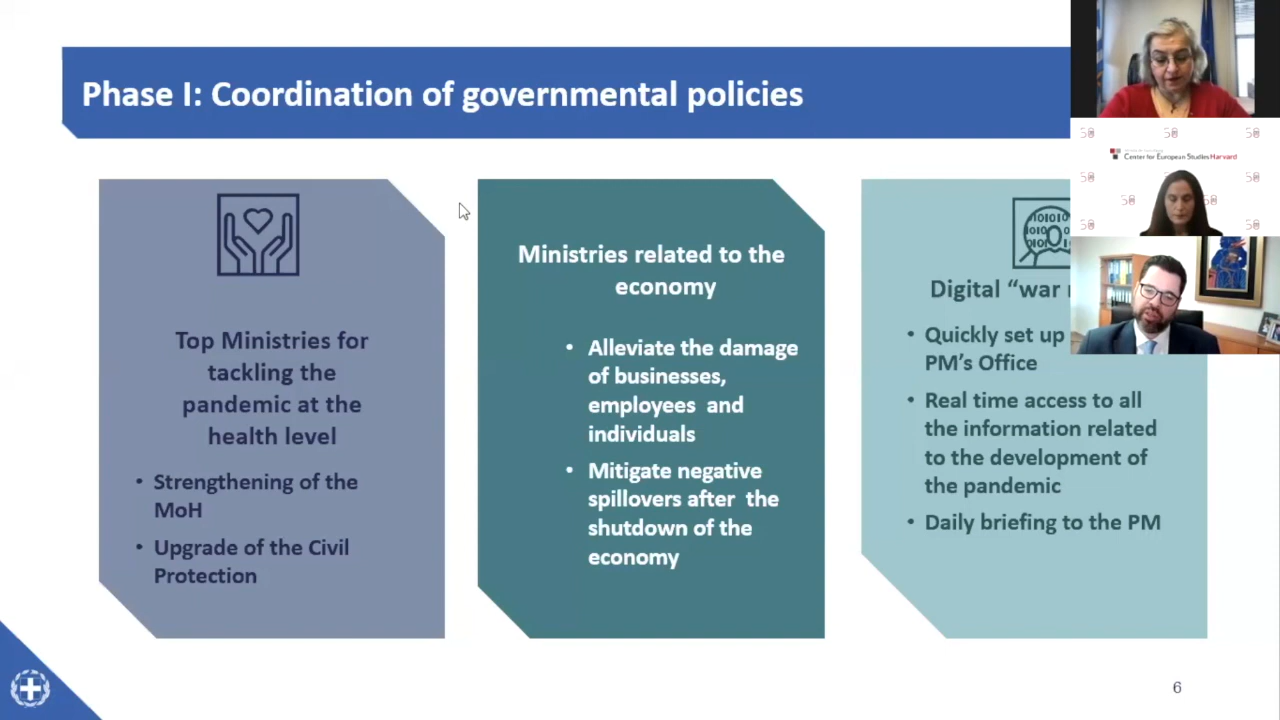 Phase I: Coordination of governmental policies
Top Ministries for
tackling the
pandemic at the
health level
• Strengthening of the
MoH
• Upgrade of the Civil
Protection
Ministries related to the
economy
• Alleviate the damage
of businesses,
employees and
individuals
• Mitigate negative
spillovers after the
shutdown of the
economy
Digital “war
• Quickly set up
PM’s Office
• Real time access to all
the information related
to the development of
the pandemic
• Daily briefing to the PM
6
Center for European Studies Harvard